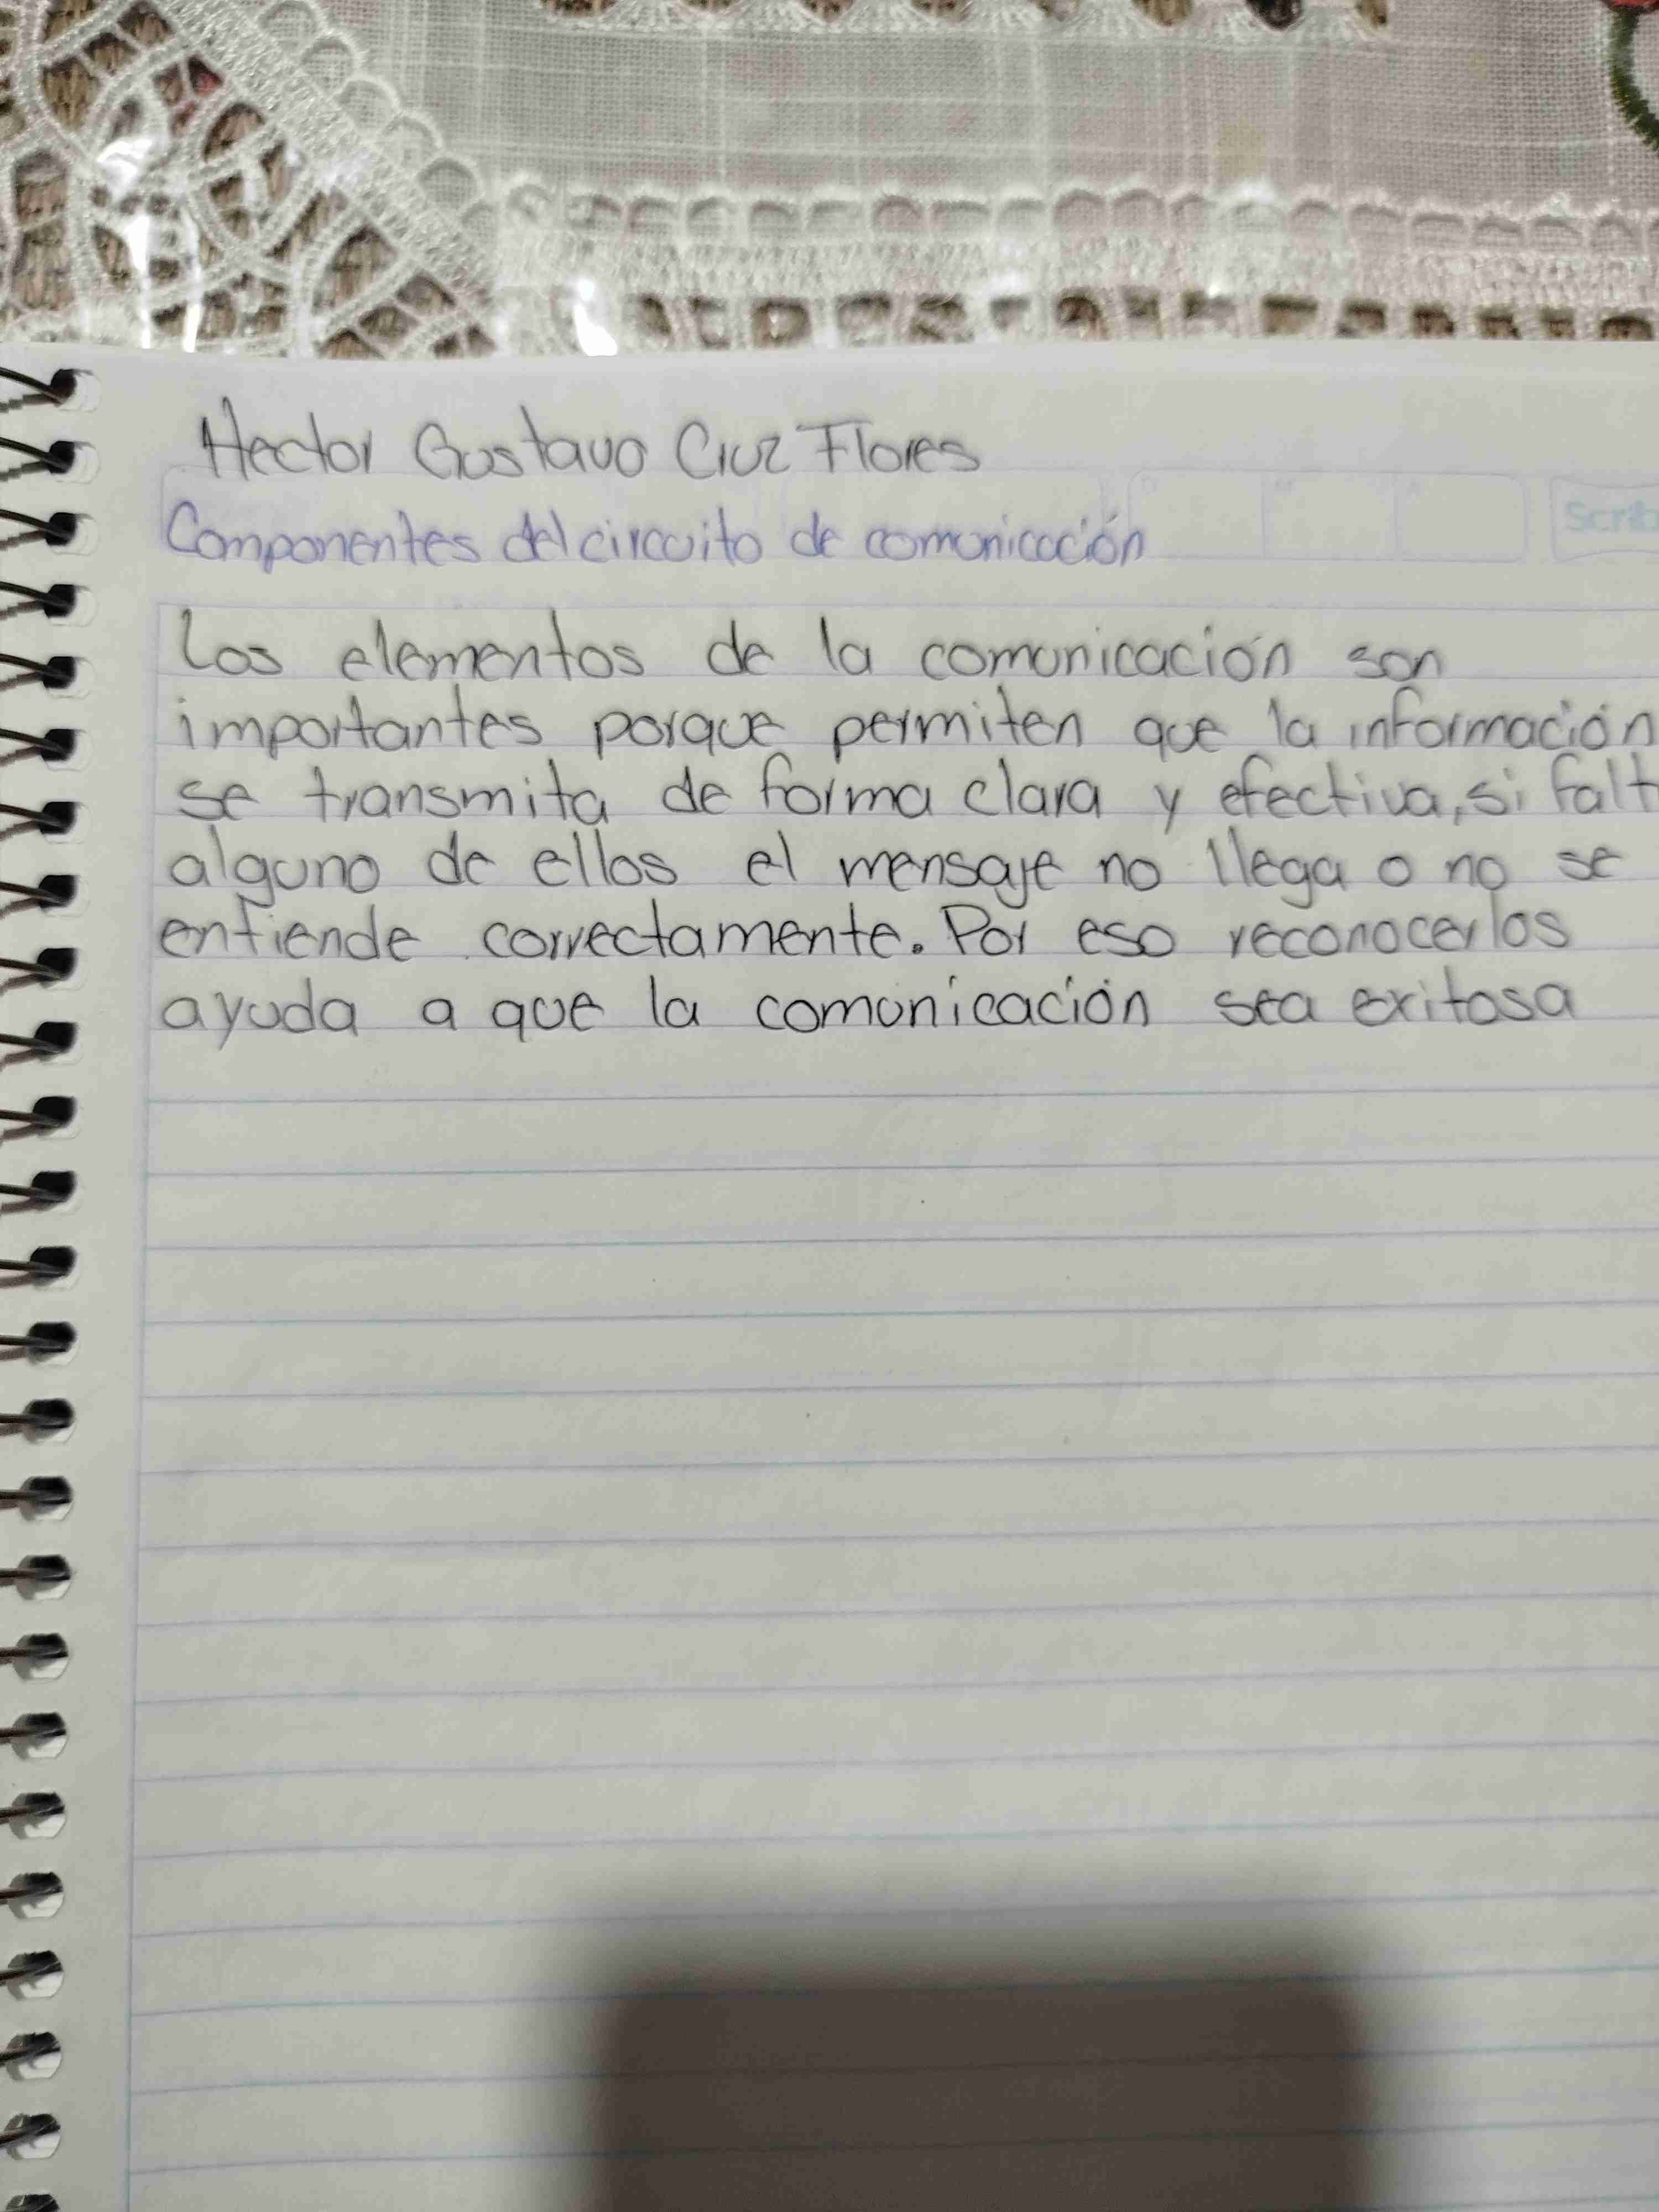 Hector Gustavo Cruz Flores
Componentes del circuito de comunicación
Scrib
Los elementos de la comunicación son
importantes porque permiten que la información
se transmita de forma clara y efectiva, si falt
alguno de ellos el mensaje no llega o no se
entiende correctamente. Por eso reconocerlos
ayuda a que la comunicación sea exitosa